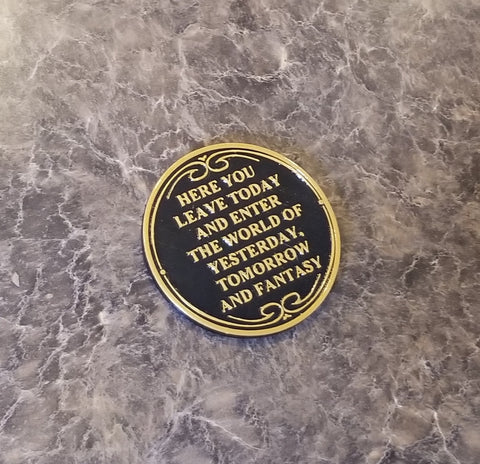 HERE YOU
LEAVE TODAY
AND ENTER
THE WORLD OF
YESTERDAY,
TOMORROW
AND FANTASY